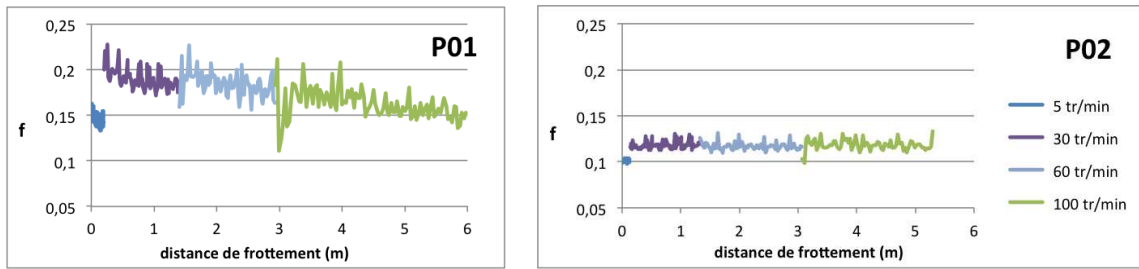 0,25
0,2
0,15
0,1
0,05
f
P01
0 1 2 3 4 5 6
distance de frottement (m)
0,25
0,2
0,15
0,1
0,05
f
P02
0 1 2 3 4 5 6
distance de frottement (m)
5 tr/min
30 tr/min
60 tr/min
100 tr/min